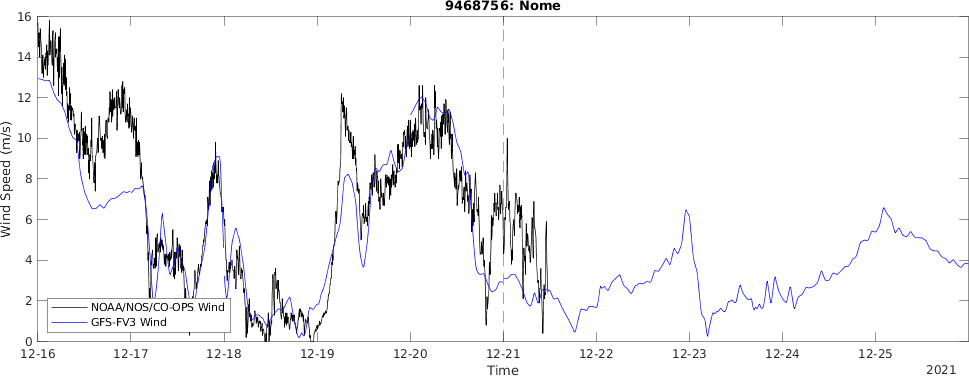 9468756: Nome
Wind Speed (m/s)
16
14
12
10
8
6
4
2
0
NOAA/NOS/CO-OPS Wind
GFS-FV3 Wind
12-16 12-17 12-18 12-19 12-20 12-21 12-22 12-23 12-24 12-25
Time
2021